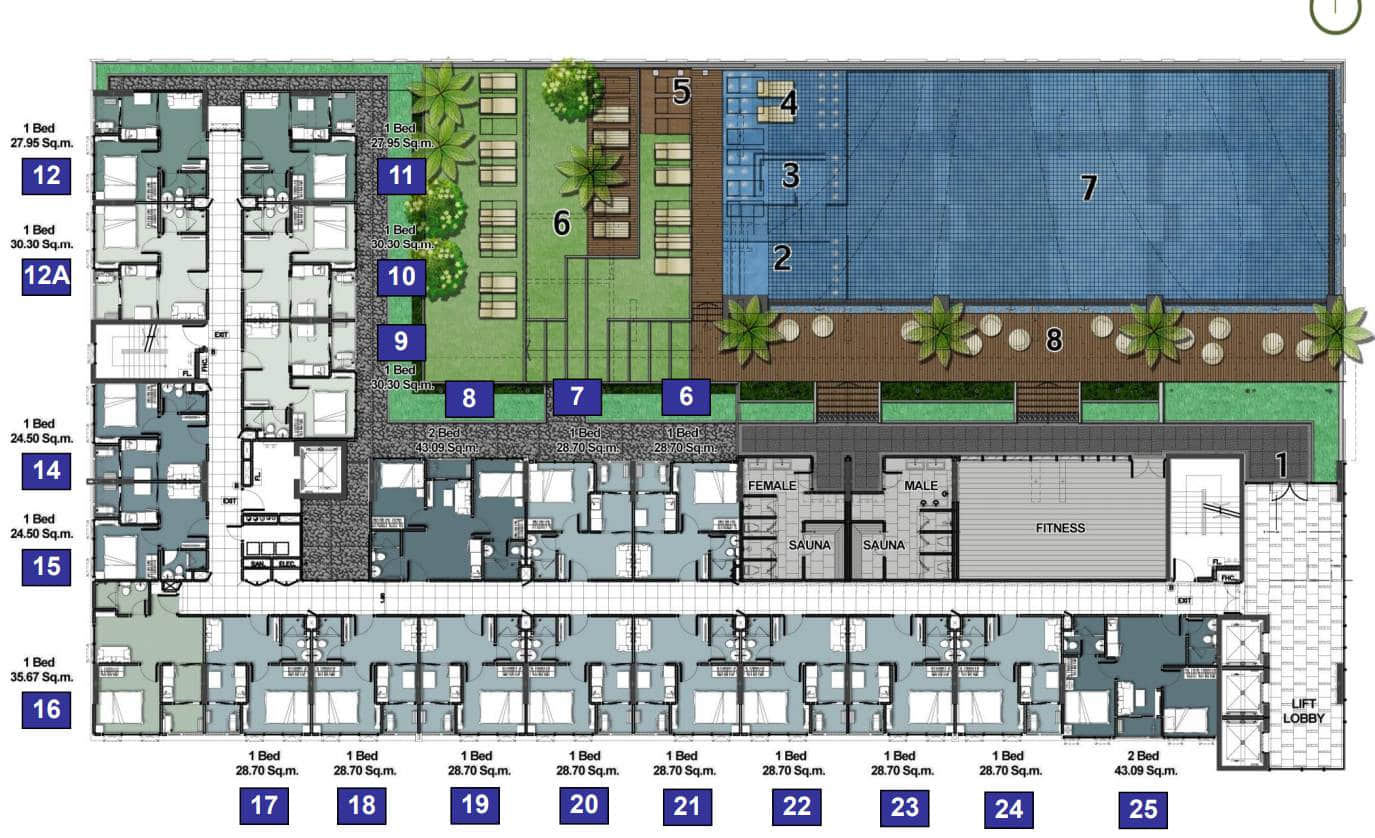 5
4
1 Bed
27.95 Sq.m.
12
1 Bed
27.95 Sq.m.
11
3
7
6
1 Bed
30.30 Sq.m.
12A
1 Bed
30.30 Sq.m.
10
2
EXIT
FL.
FHC.
9
1 Bed
30.30 Sq.m.
8
8
7
6
1 Bed
24.50 Sq.m.
14
2 Bed
43.09 Sq.m.
1 Bed
28.70 Sq.m.
1 Bed
28.70 Sq.m.
1
FL.
EXIT
FEMALE
MALE
1 Bed
24.50 Sq.m.
15
SAUNA
SAUNA
FITNESS
SAN.
ELEC.
FL.
FHC.
EXIT
1 Bed
35.67 Sq.m.
16
LIFT
LOBBY
1 Bed
28.70 Sq.m.
17
1 Bed
28.70 Sq.m.
18
1 Bed
28.70 Sq.m.
19
1 Bed
28.70 Sq.m.
20
1 Bed
28.70 Sq.m.
21
1 Bed
28.70 Sq.m.
22
1 Bed
28.70 Sq.m.
23
1 Bed
28.70 Sq.m.
24
2 Bed
43.09 Sq.m.
25